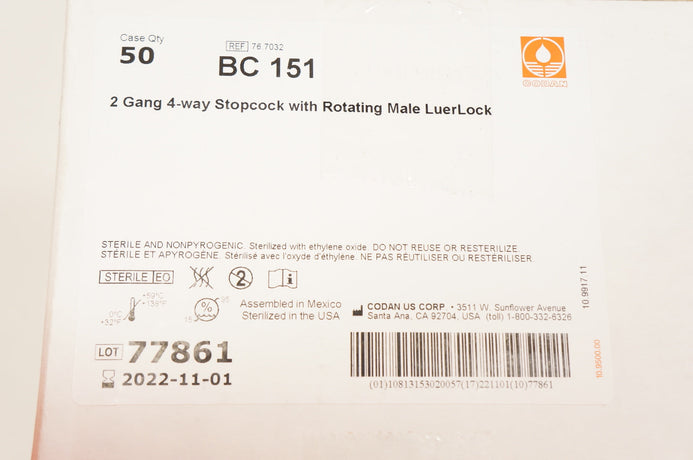 Case Qty
50
REF 76.7032
BC 151
CODAN
2 Gang 4-way Stopcock with Rotating Male LuerLock
STERILE AND NONPYROGENIC. Sterilized with ethylene oxide. DO NOT REUSE OR RESTERILIZE.
STÉRILE ET APYROGÈNE. Stérilisé avec l'oxyde d'éthylène. NE PAS RÉUTILISER OU RESTÉRILISER
STERILE EO
2
i
0°C
+32°F
+59°C
+138°F
15
%
95
Assembled in Mexico
Sterilized in the USA
CODAN US CORP • 3511 W. Sunflower Avenue
Santa Ana, CA 92704, USA (toll) 1-800-332-6326
LOT 77861
2022-11-01
(01)10813153020057(17)221101(10)77861
10.9917 11
10.9500.00